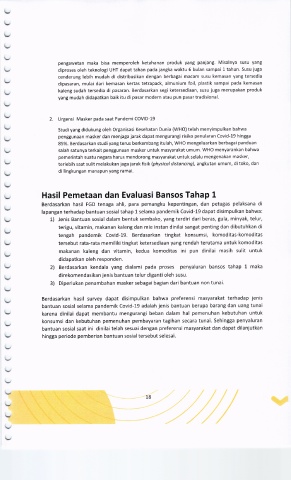 pengawetan maka bisa memperoleh ketahanan produk yang panjang. Misalnya susu yang
diproses oleh teknologi UHT dapat tahan pada jangka waktu 6 bulan sampai 1 tahun. Susu juga
cenderung lebih mudah di distribusikan dengan berbagai macam susu kemasan yang tersedia
dipasaran, mulai dari kemasan kertas tetrapack, almunium foil, plastik sampai pada kemasan
kaleng sudah tersedia di pasaran. Berdasarkan segi ketersediaan, susu juga merupakan produk
yang mudah didapatkan baik itu di pasar modern atau pun pasar tradisional.
2. Urgensi Masker pada saat Pandemi COVID-19
Studi yang didukung oleh Organisasi Kesehatan Dunia (WHO) telah menyimpulkan bahwa
penggunaan masker dan menjaga jarak dapat mengurangi risiko penularan Covid-19 hingga
85%. Berdasarkan studi yang terus berkembang itulah, WHO mengeluarkan berbagai panduan
salah satunya terkait penggunaan masker untuk masyarakat umum. WHO menyarankan bahwa
pemerintah suatu negara harus mendorong masyarakat untuk selalu mengenakan masker,
terlebih saat sulit melakukan jaga jarak fisik (physical distancing), angkutan umum, di toko, dan
di lingkungan manapun yang ramai.
Hasil Pemetaan dan Evaluasi Bansos Tahap 1
Berdasarkan hasil FGD tenaga ahli, para pemangku kepentingan, dan petugas pelaksana di
lapangan terhadap bantuan sosial tahap 1 selama pandemik Covid-19 dapat disimpulkan bahwa:
1) Jenis Bantuan sosial dalam bentuk sembako, yang terdiri dari beras, gula, minyak, telur,
terigu, vitamin, makanan kaleng dan mie instan dinilai sangat penting dan dibutuhkan di
tengah pandemik Covid-19. Berdasarkan tingkat konsumsi, komoditas-komoditas
tersebut rata-rata memiliki tingkat ketersediaan yang rendah terutama untuk komoditas
makanan kaleng dan vitamin, kedua komoditas ini pun dinilai masih sulit untuk
didapatkan oleh responden.
2) Berdasarkan kendala yang dialami pada proses penyaluran bansos tahap 1 maka
direkomendasikan jenis bantuan telur diganti oleh susu.
3) Diperlukan penambahan masker sebagai bagian dari bantuan non tunai.
Berdasarkan hasil survey dapat disimpulkan bahwa preferensi masyarakat terhadap jenis
bantuan sosial selama pandemik Covid-19 adalah jenis bantuan berupa barang dan uang tunai
karena dinilai dapat membantu mengurangi beban dalam hal pemenuhan kebutuhan untuk
konsumsi dan kebutuhan pemenuhan pembayaran tagihan secara tunai. Sehingga penyaluran
bantuan sosial saat ini dinilai telah sesuai dengan preferensi masyarakat dan dapat dilanjutkan
hingga periode pemberian bantuan sosial tersebut selesai.
18